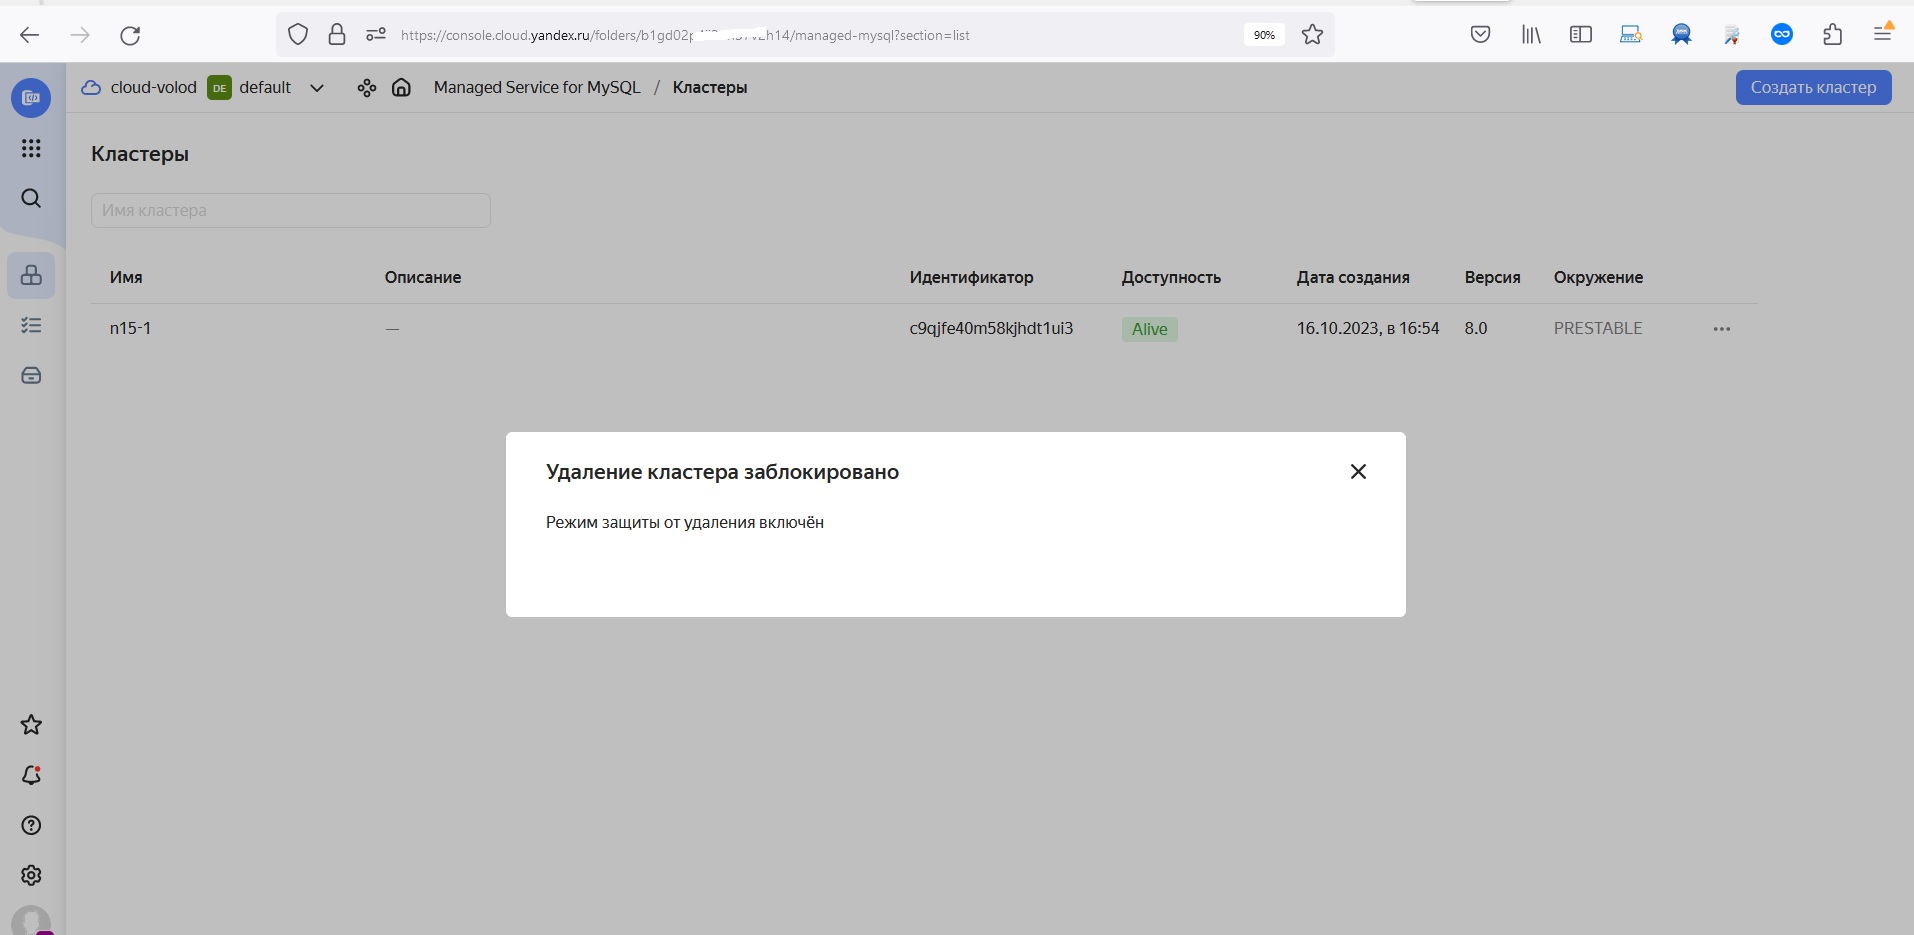 https://console.cloud.yandex.ru/folders/b1gd02 h14/managed-mysql?section=list
90%
cloud-volod DE default Managed Service for MySQL / Кластеры
Создать кластер
Кластеры
Имя кластера
Имя Описание Идентификатор Доступность Дата создания Версия Окружение
n15-1 — c9qjfe40m58kjhdt1ui3 Alive 16.10.2023, в 16:54 8.0 PRESTABLE
Удаление кластера заблокировано
Режим защиты от удаления включён